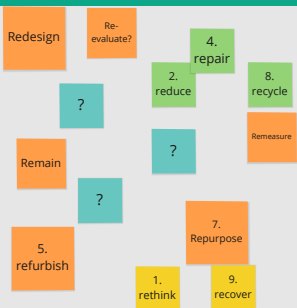 Redesign
Re-
evaluate?
4.
repair
2.
reduce
8.
recycle
?
Remeasure
?
Remain
?
7.
Repurpose
5.
refurbish
1.
rethink
9.
recover